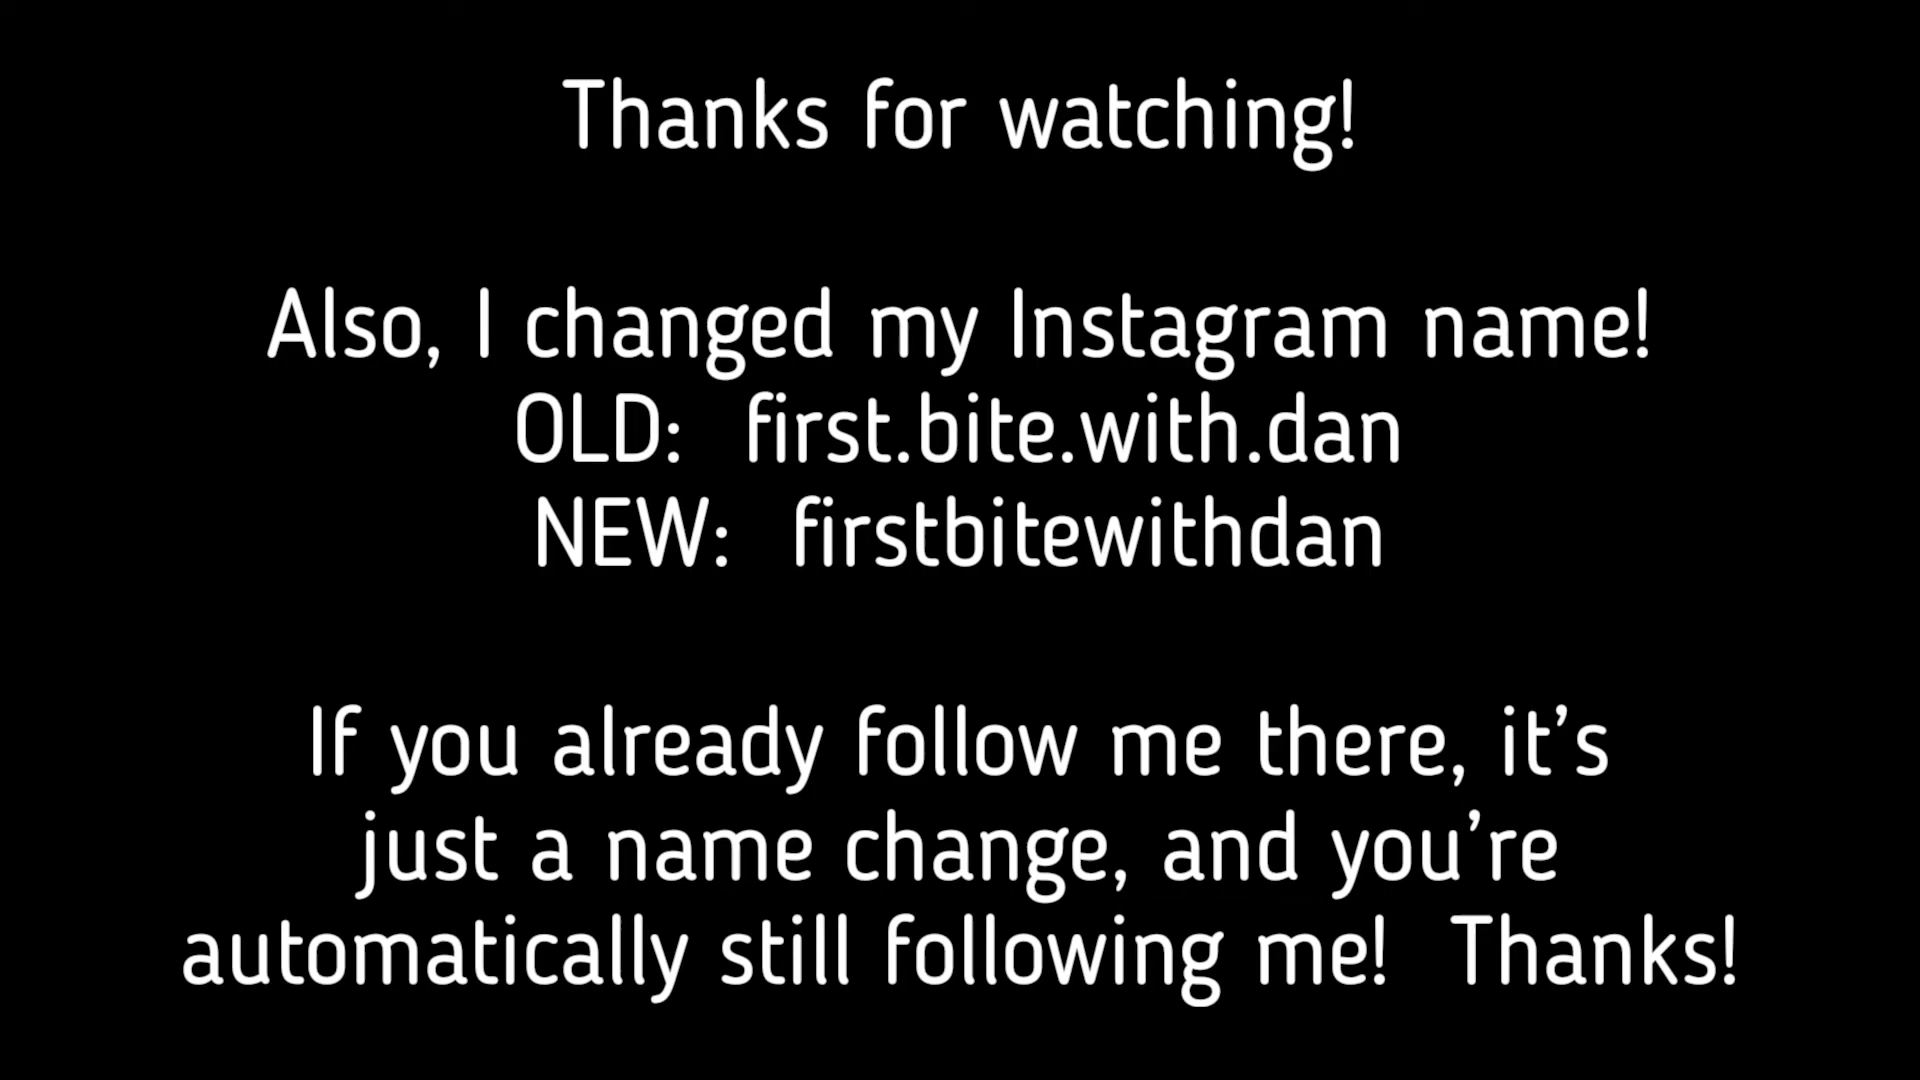 Thanks for watching!
Also, I changed my Instagram name!
OLD:  first.bite.with.dan
NEW:  firstbitewithdan
If you already follow me there, it’s
just a name change, and you’re
automatically still following me!  Thanks!